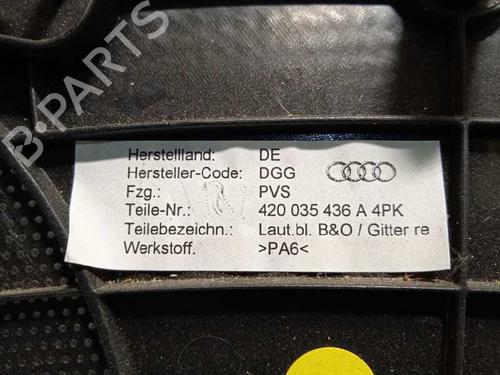 Herstellland: DE
Hersteller-Code: DGG
Fzg.: PVS
Teile-Nr.: 420 035 436 A 4PK
Teilebezeichn.: Laut.bl. B&O / Gitter re
Werkstoff. >PA6<